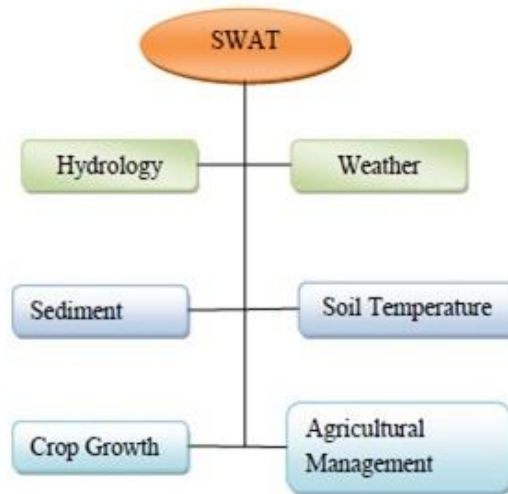 SWAT
Hydrology
Weather
Sediment
Soil Temperature
Crop Growth
Agricultural
Management